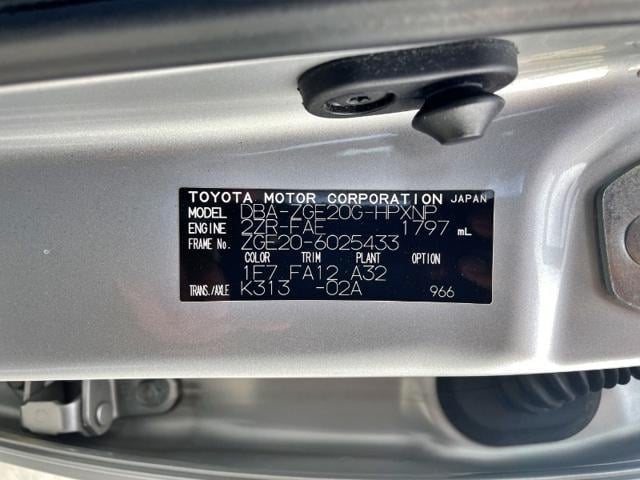 TOYOTA MOTOR CORPORATION JAPAN
MODEL DBA-ZGE20G-HPXNP
ENGINE 2ZR-FAE 1797 mL
FRAME No. ZGE20-6025433
COLOR TRIM PLANT OPTION
1F7 FA12 A32
TRANS./AXLE K313 -02A 966